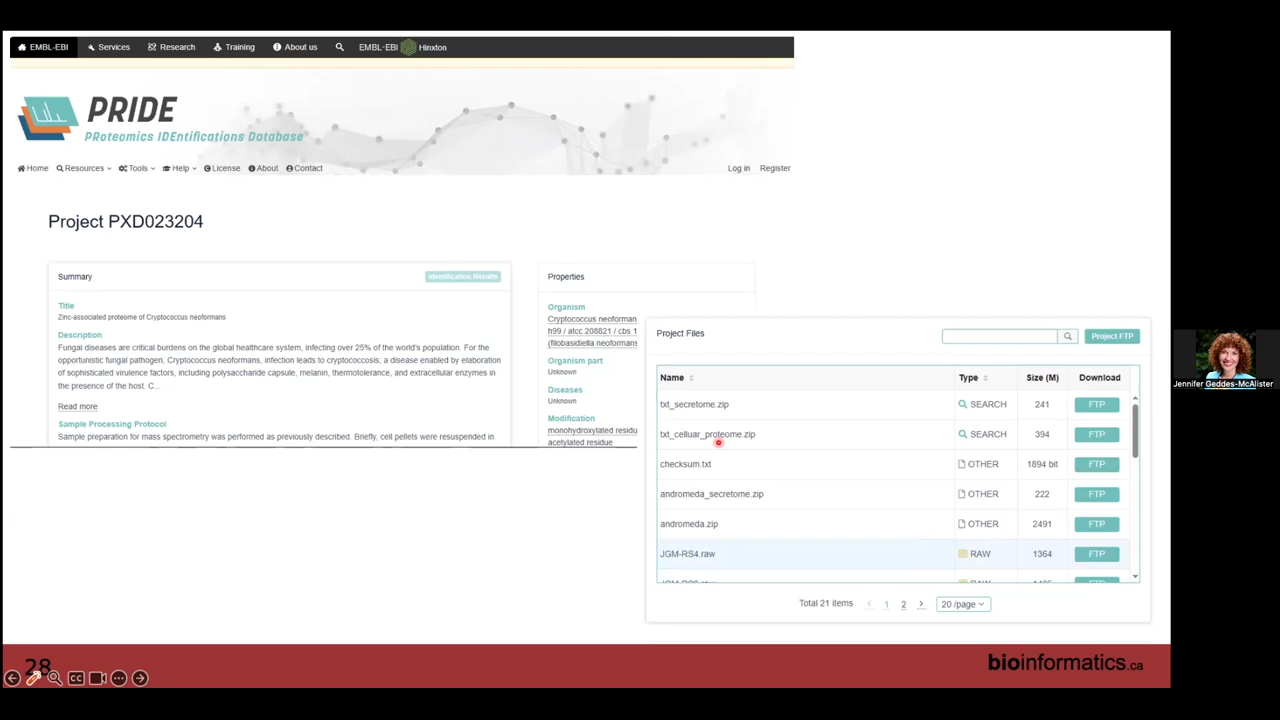 EMBL-EBI Services Research Training About us EMBL-EBI Hinxton
PRIDE
PRoteomics IDEntifications Database
Home Resources Tools Help License About Contact Log in Register
Project PXD023204
Summary
Identification Results
Title
Zinc-associated proteome of Cryptococcus neoformans
Description
Fungal diseases are critical burdens on the global healthcare system, infecting over 25% of the world's population. For
the opportunistic fungal pathogen, Cryptococcus neoformans, infection leads to cryptococcosis; a disease enabled by elaboration
of sophisticated virulence factors, including polysaccharide capsule, melanin, thermotolerance, and extracellular enzymes in
the presence of the host. C...
Read more
Sample Processing Protocol
Sample preparation for mass spectrometry was performed as previously described. Briefly, cell pellets were resuspended in
Properties
Organism
Cryptococcus neoforman
h99 / atcc 208821 / cbs 1
(filobasidiella neoformans
Organism part
Unknown
Diseases
Unknown
Modification
monohydroxylated residu
acetylated residue
Project Files
Project FTP
Name Type Size (M) Download
txt_secretome.zip SEARCH 241 FTP
txt_celluar_proteome.zip SEARCH 394 FTP
checksum.txt OTHER 1894 bit FTP
andromeda_secretome.zip OTHER 222 FTP
andromeda.zip OTHER 2491 FTP
JGM-RS4.raw RAW 1364 FTP
Total 21 items 1 2 20 /page
28
CC
bioinformatics.ca
Jennifer Geddes-McAlister